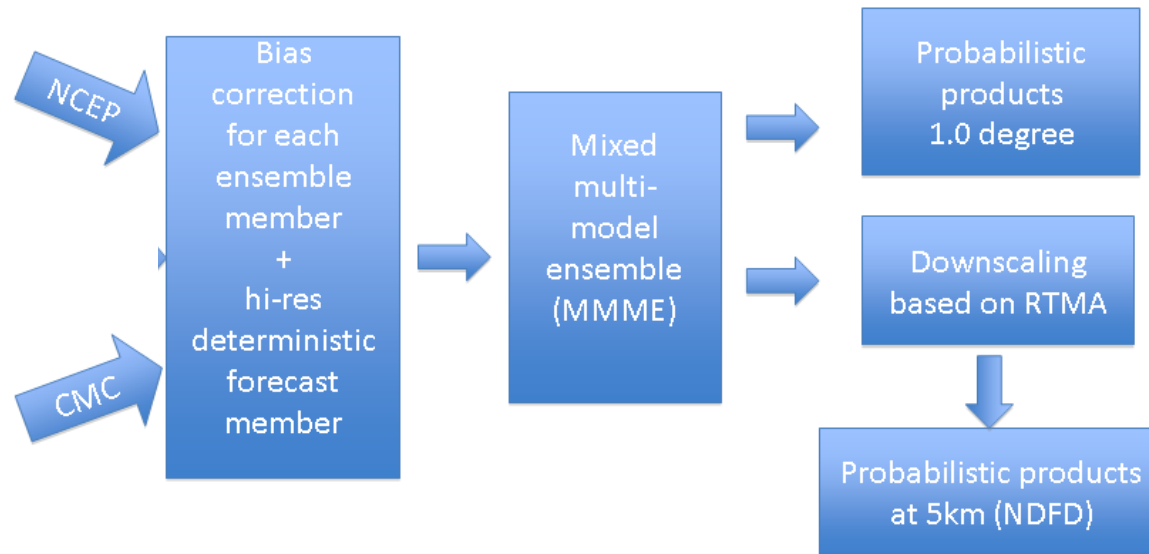 NCEP
CMC
Bias
correction
for each
ensemble
member
+
hi-res
deterministic
forecast
member
Mixed
multi-
model
ensemble
(MMME)
Probabilistic
products
1.0 degree
Downscaling
based on RTMA
Probabilistic products
at 5km (NDFD)